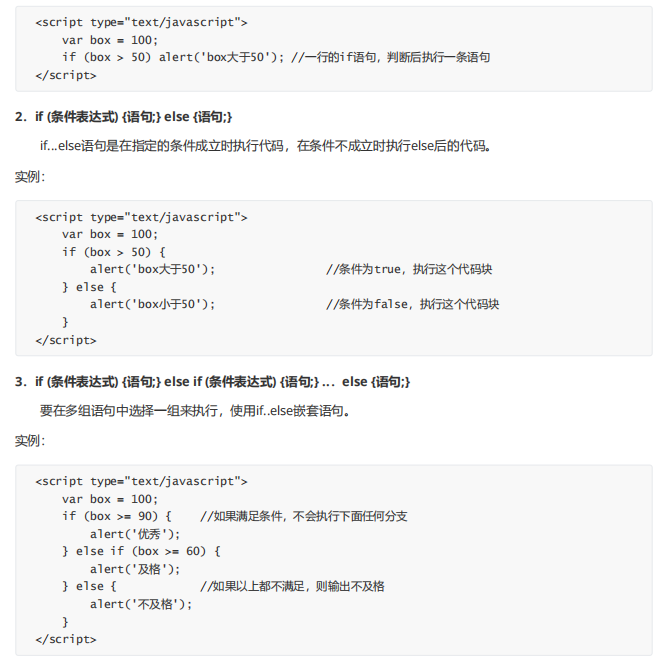 <script type="text/javascript">
    var box = 100;
    if (box > 50) alert('box大于50'); //一行的if语句，判断后执行一条语句
</script>
2．if (条件表达式) {语句;} else {语句;}
if...else语句是在指定的条件成立时执行代码，在条件不成立时执行else后的代码。
实例：
<script type="text/javascript">
    var box = 100;
    if (box > 50) {
        alert('box大于50');                //条件为true，执行这个代码块
    } else {
        alert('box小于50');                //条件为false，执行这个代码块
    }
</script>
3．if (条件表达式) {语句;} else if (条件表达式) {语句;} ... else {语句;}
要在多组语句中选择一组来执行，使用if..else嵌套语句。
实例：
<script type="text/javascript">
    var box = 100;
    if (box >= 90) {    //如果满足条件，不会执行下面任何分支
        alert('优秀');
    } else if (box >= 60) {
        alert('及格');
    } else {            //如果以上都不满足，则输出不及格
        alert('不及格');
    }
</script>